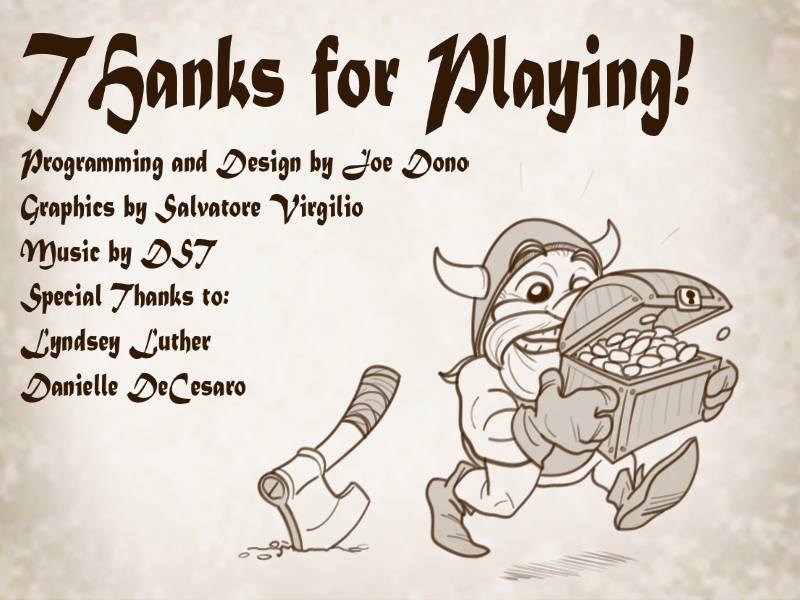 Thanks for Playing!
Programming and Design by Joe Dono
Graphics by Salvatore Virgilio
Music by DST
Special Thanks to:
Lyndsey Luther
Danielle DeCesaro